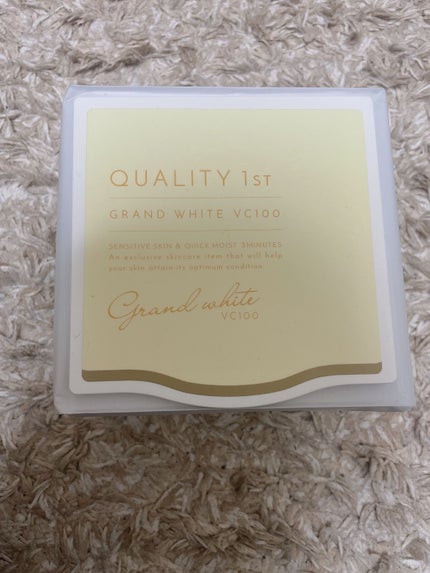 QUALITY 1ST
GRAND WHITE VC100
SENSITIVE SKIN & QUICK MOIST 3MINUTES
An exclusive skincare item that will help
your skin attain its optimum condition.
Grand white
VC100